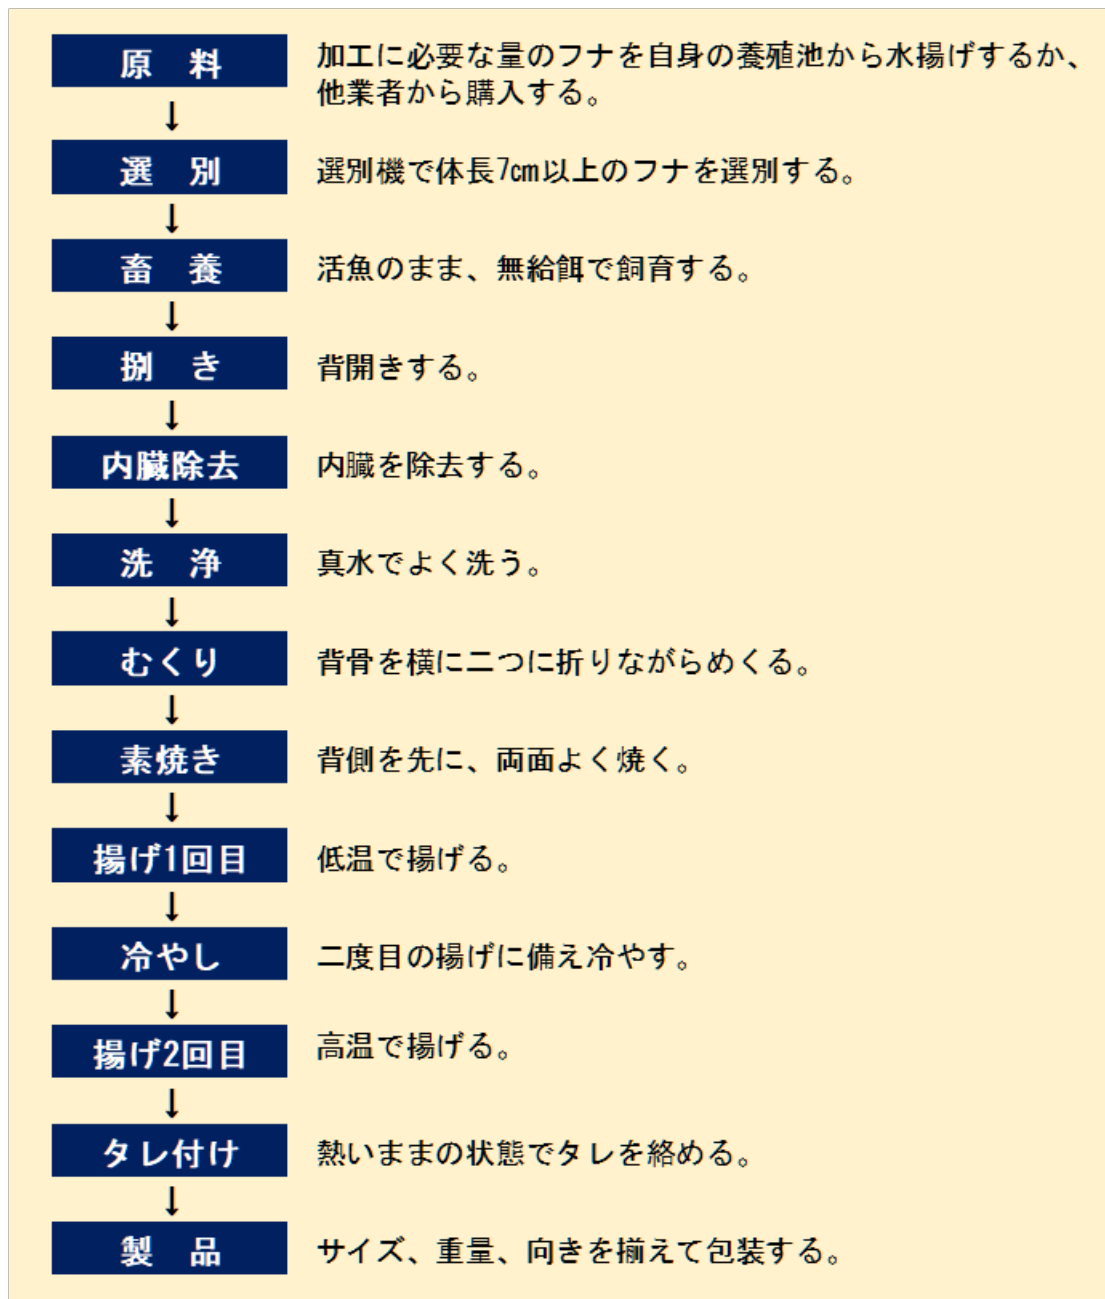 原　料
加工に必要な量のフナを自身の養殖池から水揚げするか、
他業者から購入する。
↓
選　別
選別機で体長7㎝以上のフナを選別する。
↓
畜　養
活魚のまま、無給餌で飼育する。
↓
捌　き
背開きする。
↓
内臓除去
内臓を除去する。
↓
洗　浄
真水でよく洗う。
↓
むくり
背骨を横に二つに折りながらめくる。
↓
素焼き
背側を先に、両面よく焼く。
↓
揚げ1回目
低温で揚げる。
↓
冷やし
二度目の揚げに備え冷やす。
↓
揚げ2回目
高温で揚げる。
↓
タレ付け
熱いままの状態でタレを絡める。
↓
製　品
サイズ、重量、向きを揃えて包装する。